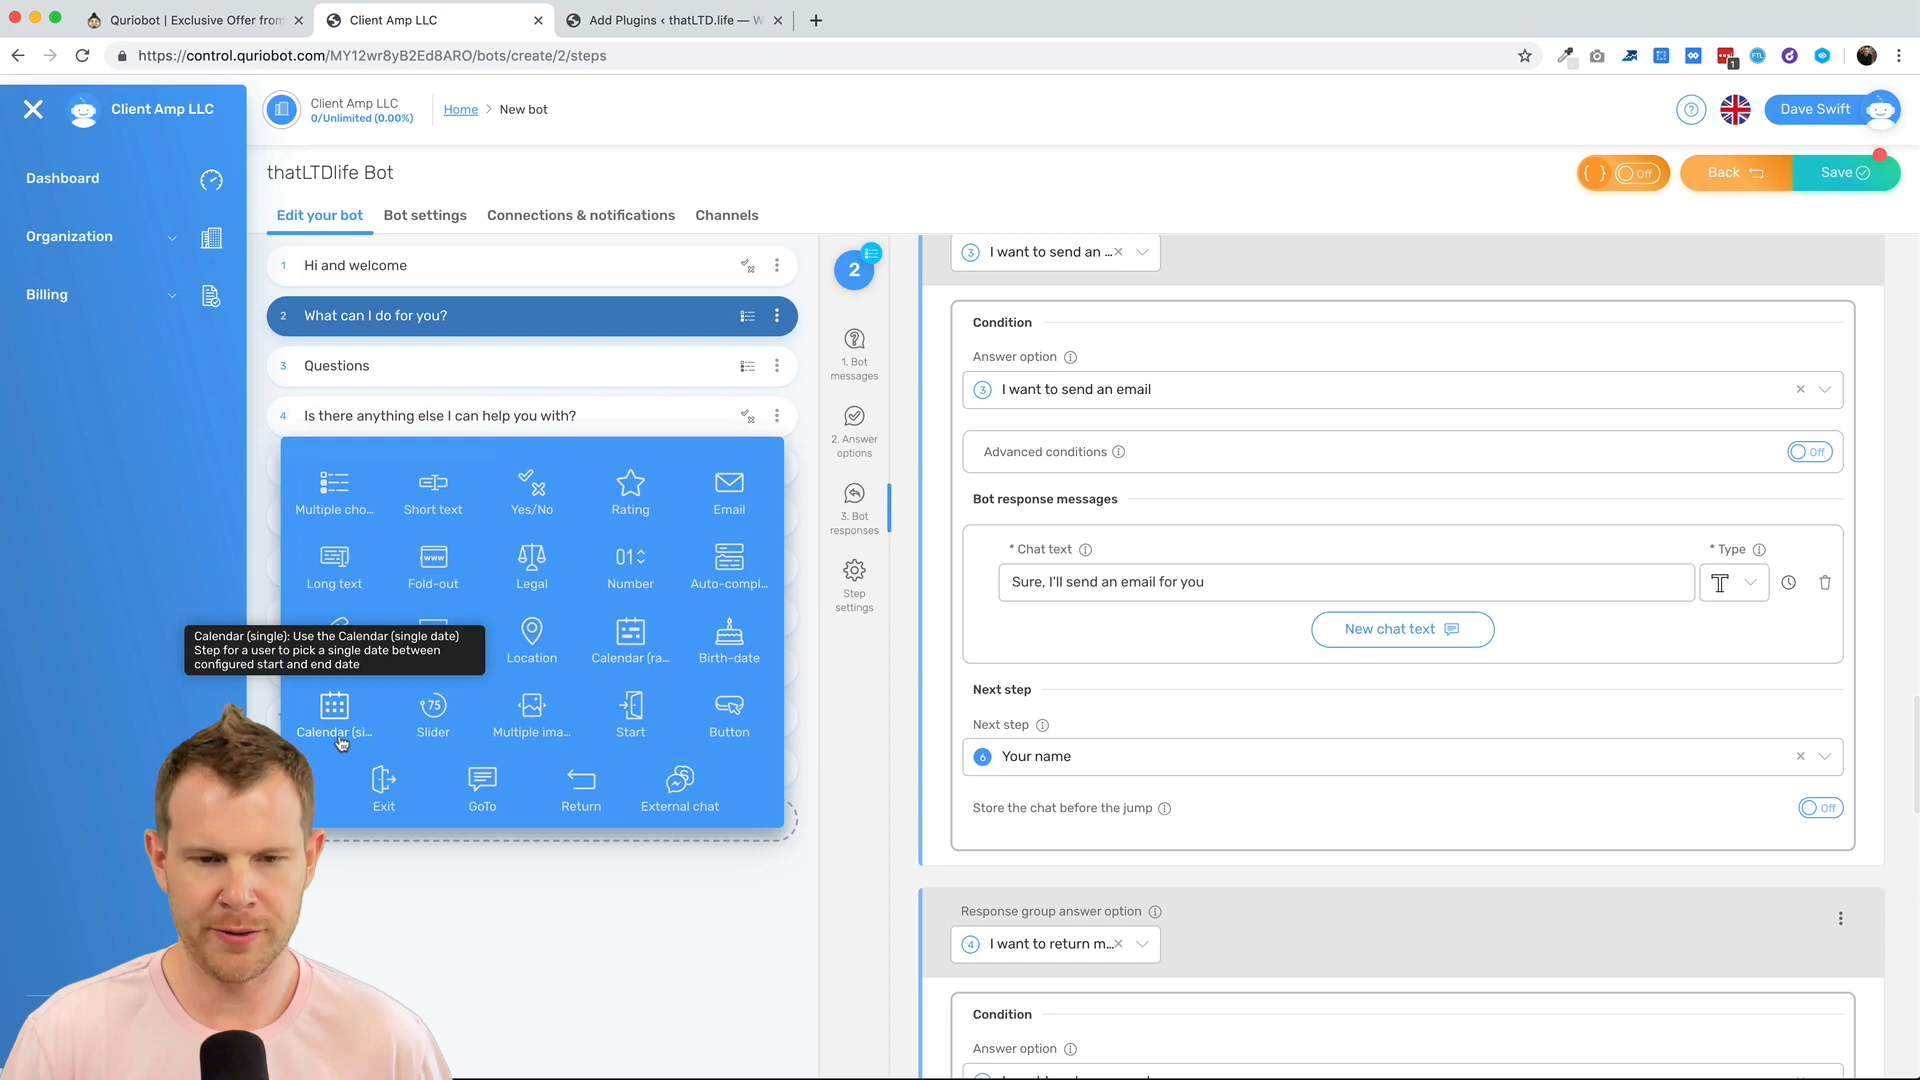 Quriobot | Exclusive Offer from
Client Amp LLC
Add Plugins ‹ thatLTD.life — W
https://control.quriobot.com/MY12wr8yB2Ed8ARO/bots/create/2/steps
1
FTL
Client Amp LLC
Dashboard
Organization
Billing
Client Amp LLC
0/Unlimited (0.00%)
Home > New bot
Dave Swift
thatLTDlife Bot
{ } Off
Back
Save
Edit your bot
Bot settings
Connections & notifications
Channels
1 Hi and welcome
2 What can I do for you?
3 Questions
4 Is there anything else I can help you with?
Multiple cho...
Short text
Yes/No
Rating
Email
Long text
www
Fold-out
Legal
01
Number
Auto-compl...
Calendar (single): Use the Calendar (single date)
Step for a user to pick a single date between
configured start and end date
Location
Calendar (ra...
Birth-date
Calendar (si...
75
Slider
Multiple ima...
Start
Button
Exit
GoTo
Return
External chat
2
1. Bot
messages
2. Answer
options
3. Bot
responses
Step
settings
3 I want to send an ...
Condition
Answer option
3 I want to send an email
Advanced conditions
Off
Bot response messages
* Chat text
* Type
Sure, I'll send an email for you
T
New chat text
Next step
Next step
6 Your name
Store the chat before the jump
Off
Response group answer option
4 I want to return m...
Condition
Answer option